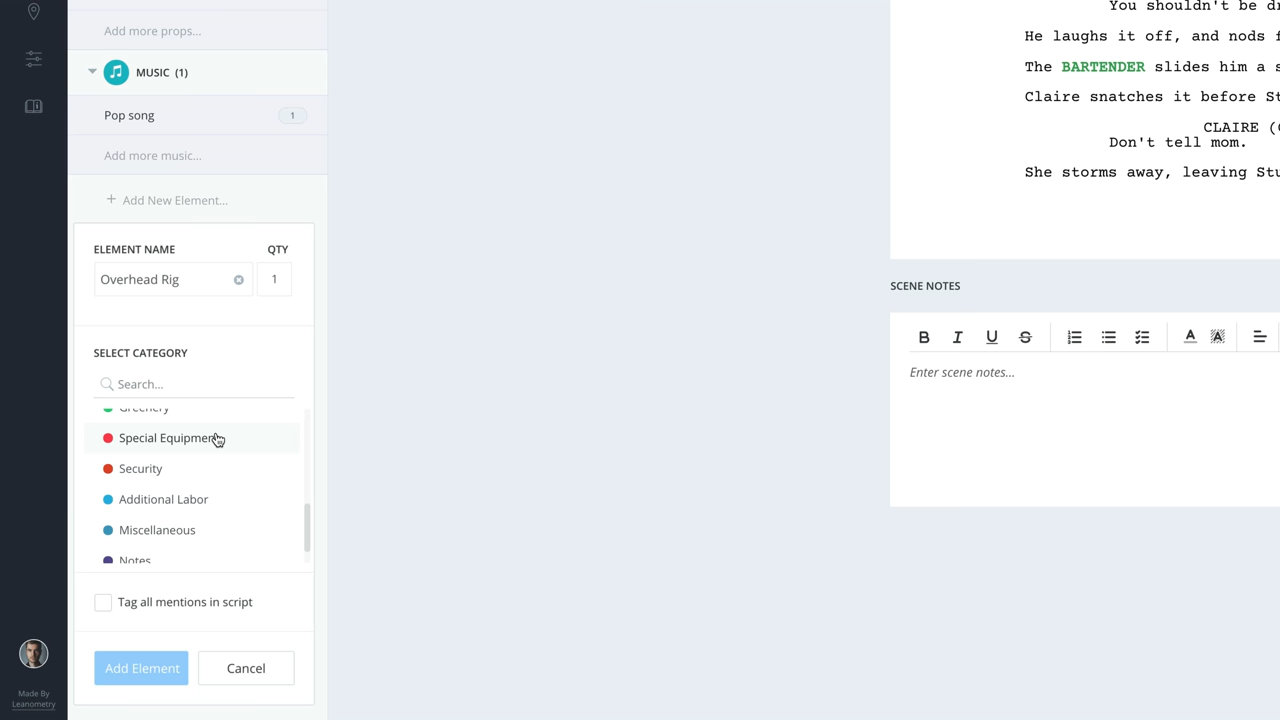 Add more props...
MUSIC (1)
Pop song
1
Add more music...
+ Add New Element...
ELEMENT NAME
QTY
Overhead Rig
1
SELECT CATEGORY
Search...
Greenery
Special Equipment
Security
Additional Labor
Miscellaneous
Notes
Tag all mentions in script
Add Element
Cancel
Made By
Leanometry
You shouldn't be
He laughs it off, and nods
The BARTENDER slides him a
Claire snatches it before
CLAIRE
Don't tell mom.
She storms away, leaving
SCENE NOTES
B I U S A A
Enter scene notes...